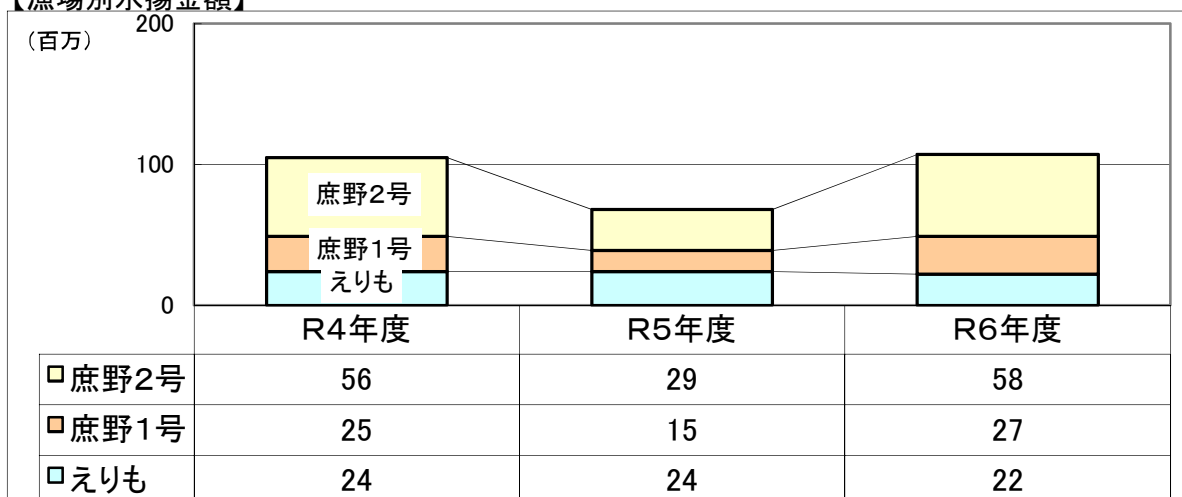 【漁場別水揚金額】
(百万)
200
100
0
庶野2号
庶野1号
えりも
R4年度 R5年度 R6年度
庶野2号 56 29 58
庶野1号 25 15 27
えりも 24 24 22